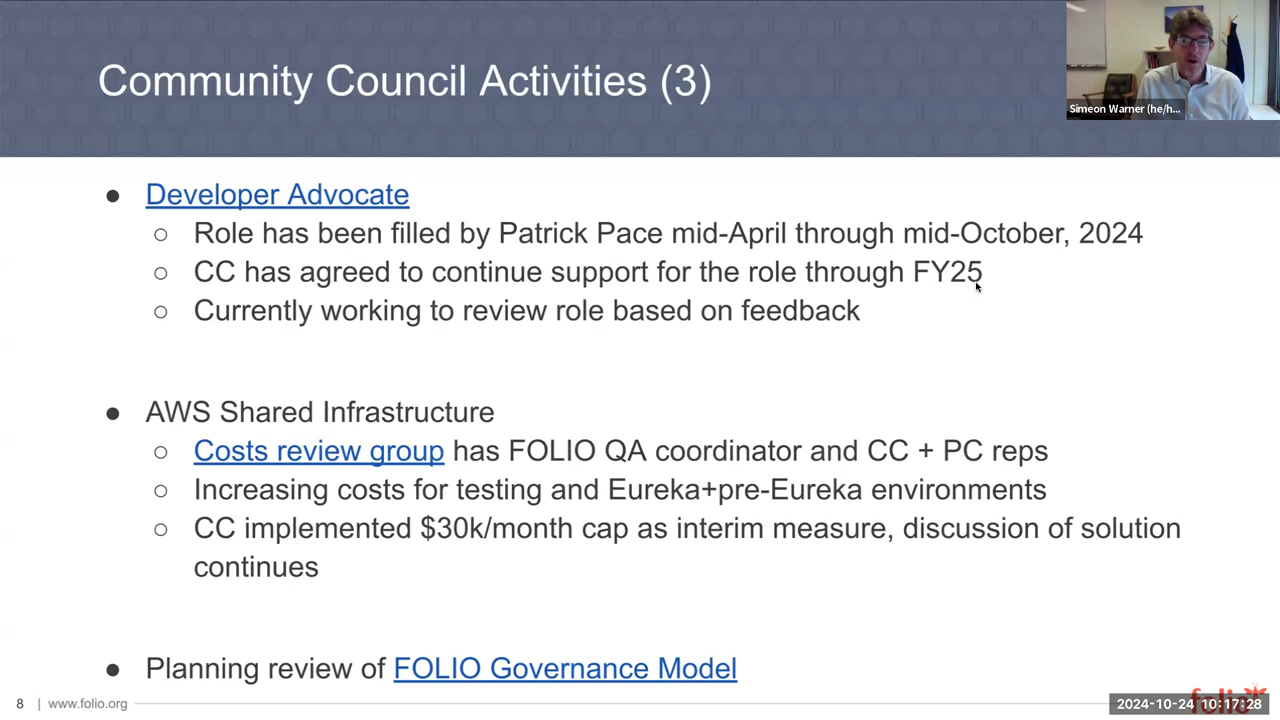 Community Council Activities (3)
Simeon Warner (he/h...
● Developer Advocate
○ Role has been filled by Patrick Pace mid-April through mid-October, 2024
○ CC has agreed to continue support for the role through FY25
○ Currently working to review role based on feedback
● AWS Shared Infrastructure
○ Costs review group has FOLIO QA coordinator and CC + PC reps
○ Increasing costs for testing and Eureka+pre-Eureka environments
○ CC implemented $30k/month cap as interim measure, discussion of solution
continues
● Planning review of FOLIO Governance Model
8 | www.folio.org
folio
2024-10-24 10:17:28